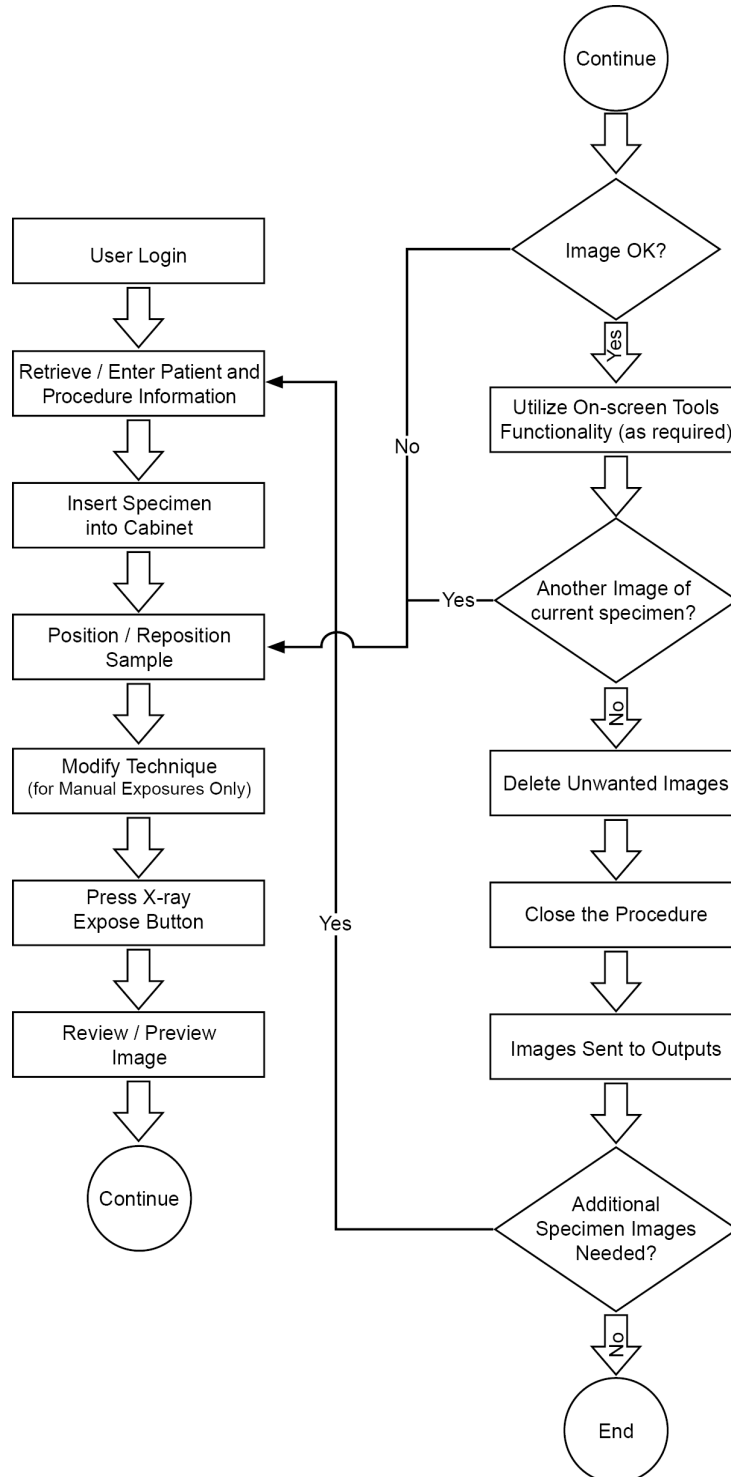 User Login
Retrieve / Enter Patient and
Procedure Information
Insert Specimen
into Cabinet
Position / Reposition
Sample
Modify Technique
(for Manual Exposures Only)
Press X-ray
Expose Button
Review / Preview
Image
Continue
Continue
Image OK?
No
Yes
Utilize On-screen Tools
Functionality (as required)
Another Image of
current specimen?
Yes
No
Delete Unwanted Images
Close the Procedure
Images Sent to Outputs
Additional
Specimen Images
Needed?
Yes
No
End